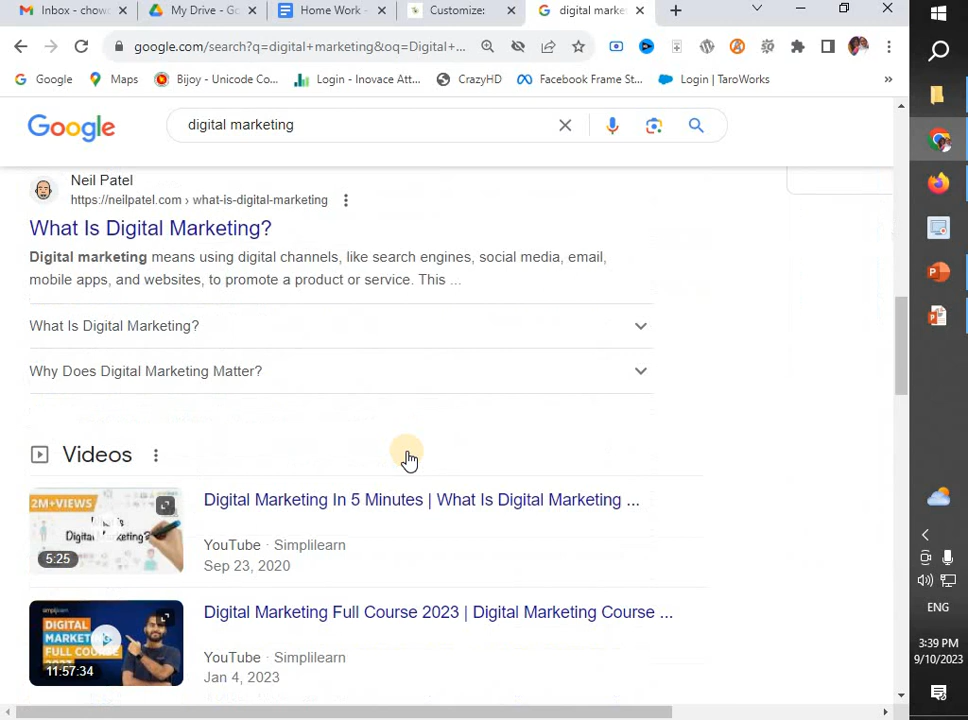 Inbox - chow
My Drive - Go
Home Work -
Customize:
digital marke
google.com/search?q=digital+marketing&oq=Digital+...
Google
Maps
Bijoy - Unicode Co...
Login - Inovace Att...
CrazyHD
Facebook Frame St...
Login | TaroWorks
Google
digital marketing
Neil Patel
https://neilpatel.com › what-is-digital-marketing
What Is Digital Marketing?
Digital marketing means using digital channels, like search engines, social media, email,
mobile apps, and websites, to promote a product or service. This ...
What Is Digital Marketing?
Why Does Digital Marketing Matter?
Videos
2M+VIEWS
5:25
Digital Marketing In 5 Minutes | What Is Digital Marketing ...
YouTube · Simplilearn
Sep 23, 2020
simplilearn
DIGITAL
MARKE
FULL COU
11:57:34
Digital Marketing Full Course 2023 | Digital Marketing Course ...
YouTube · Simplilearn
Jan 4, 2023
ENG
3:39 PM
9/10/2023